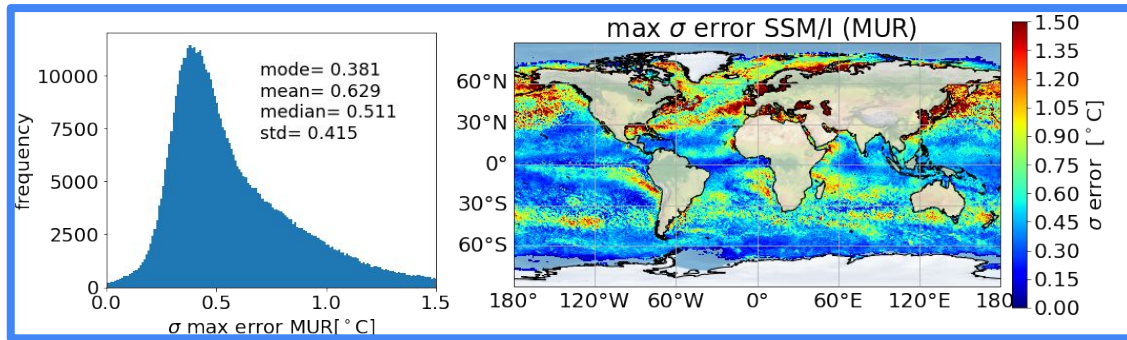 max σ error SSM/I (MUR)
mode= 0.381
mean= 0.629
median= 0.511
std= 0.415
frequency
10000
7500
5000
2500
0
0.0
0.5
1.0
1.5
σ max error MUR[°C]
60°N
30°N
0°
30°S
60°S
180°
120°W
60°W
0°
60°E
120°E
180
1.50
1.35
1.20
1.05
0.90
0.75
0.60
0.45
0.30
0.15
0.00
σ error [°C]